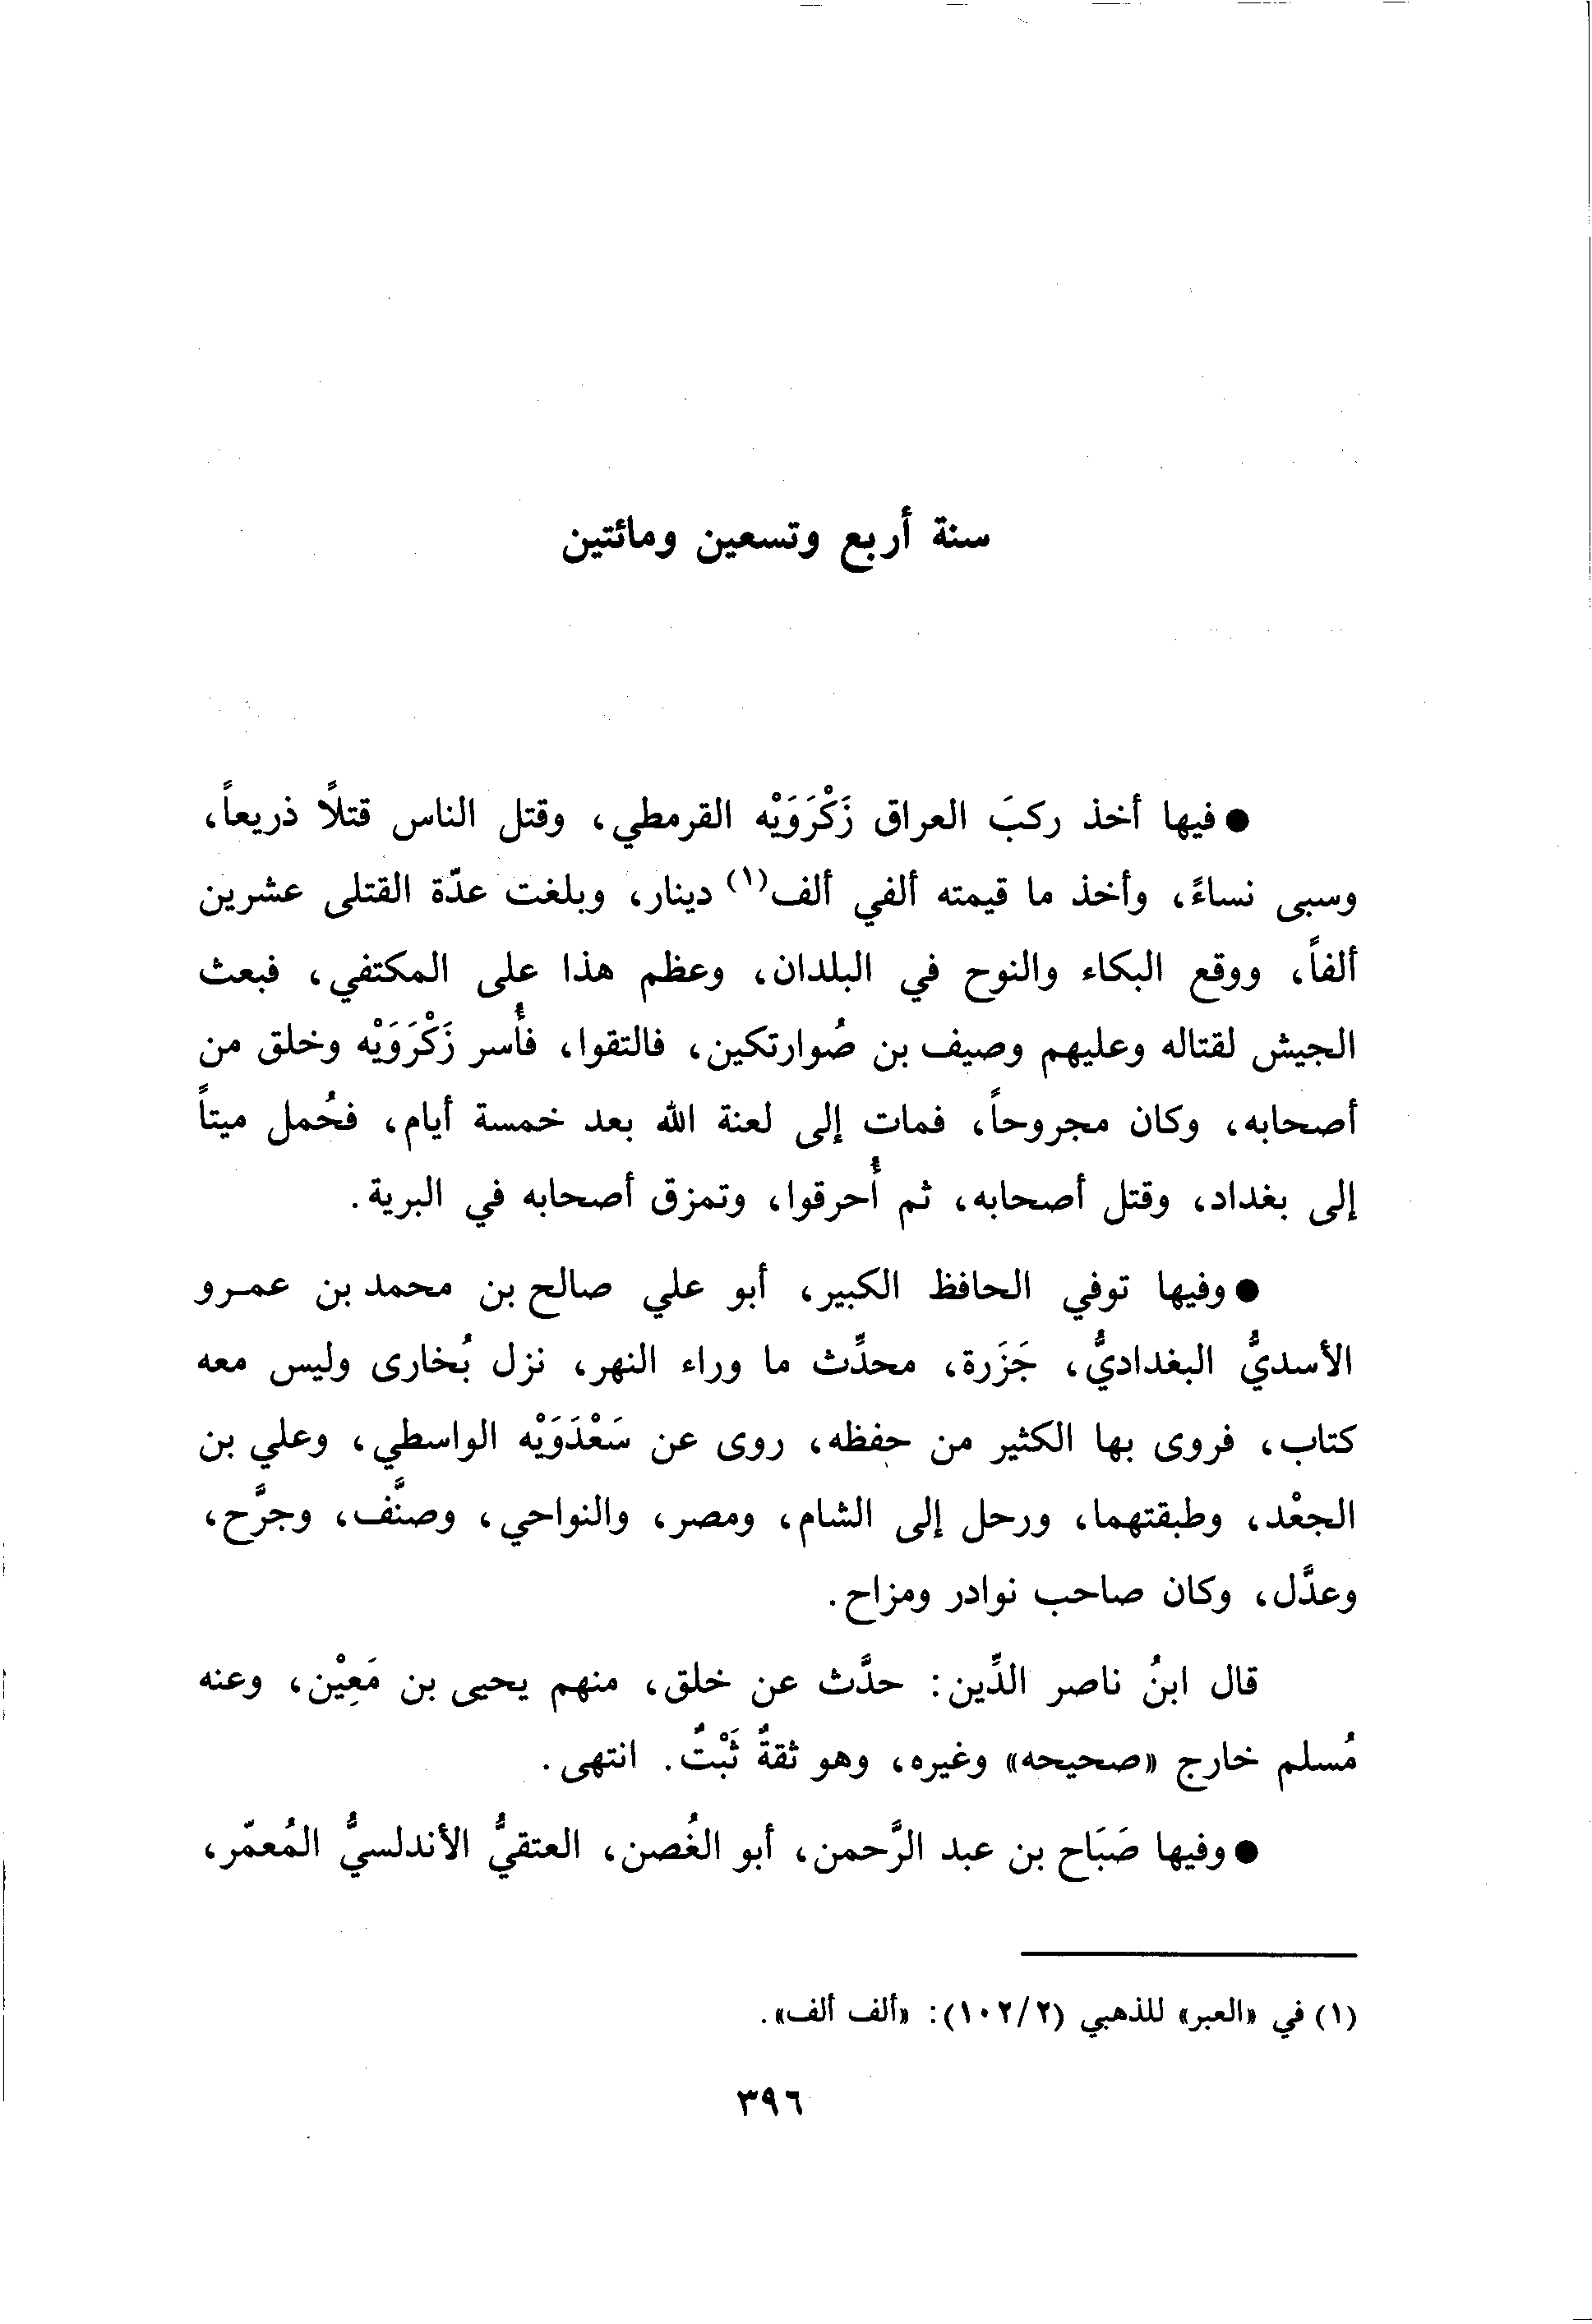 سنة أربع وتسعين ومائتين
● فيها أخذ ركبَ العراق زَكْرَوَيْه القرمطي، وقتل الناس قتلاً ذريعاً،
وسبى نساءً، وأخذ ما قيمته ألفي ألف(١) دينار، وبلغت عدّة القتلى عشرين
ألفاً، ووقع البكاء والنوح في البلدان، وعظم هذا على المكتفي، فبعث
الجيش لقتاله وعليهم وصيف بن صُوارتكين، فالتقوا، فأُسر زَكْرَوَيْه وخلق من
أصحابه، وكان مجروحاً، فمات إلى لعنة الله بعد خمسة أيام، فحُمل ميتاً
إلى بغداد، وقتل أصحابه، ثم أُحرقوا، وتمزق أصحابه في البرية.
● وفيها توفي الحافظ الكبير، أبو علي صالح بن محمد بن عمرو
الأسديُّ البغداديُّ، جَزَرة، محدِّث ما وراء النهر، نزل بُخارى وليس معه
كتاب، فروى بها الكثير من حفظه، روى عن سَعْدَوَيْه الواسطي، وعلي بن
الجعْد، وطبقتهما، ورحل إلى الشام، ومصر، والنواحي، وصنَّف، وجرَّح،
وعدَّل، وكان صاحب نوادر ومزاح.
قال ابنُ ناصر الدِّين: حدَّث عن خلق، منهم يحيى بن مَعِيْن، وعنه
مُسلم خارج «صحيحه» وغيره، وهو ثقةٌ ثَبْتٌ. انتهى.
● وفيها صَبَاح بن عبد الرَّحمن، أبو الغُصن، العتقيُّ الأندلسيُّ المُعمّر،
(١) في «العبر» للذهبي (١٠٢/٢): «ألف ألف».
٣٩٦